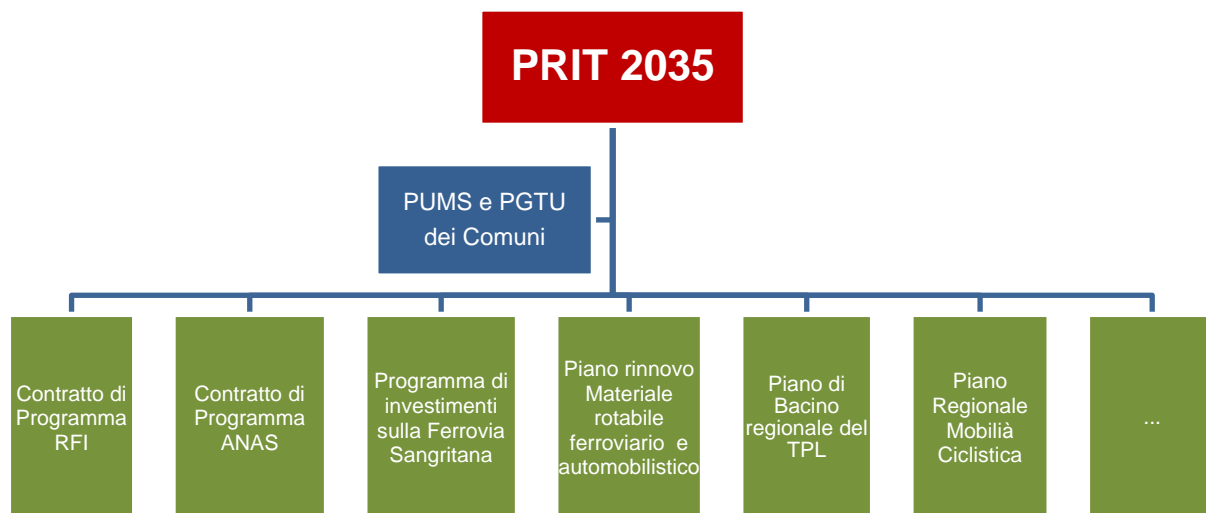 PRIT 2035
PUMS e PGTU
dei Comuni
Contratto di
Programma
RFI
Contratto di
Programma
ANAS
Programma di
investimenti
sulla Ferrovia
Sangritana
Piano rinnovo
Materiale
rotabile
ferroviario e
automobilistico
Piano di
Bacino
regionale del
TPL
Piano
Regionale
Mobilià
Ciclistica
...